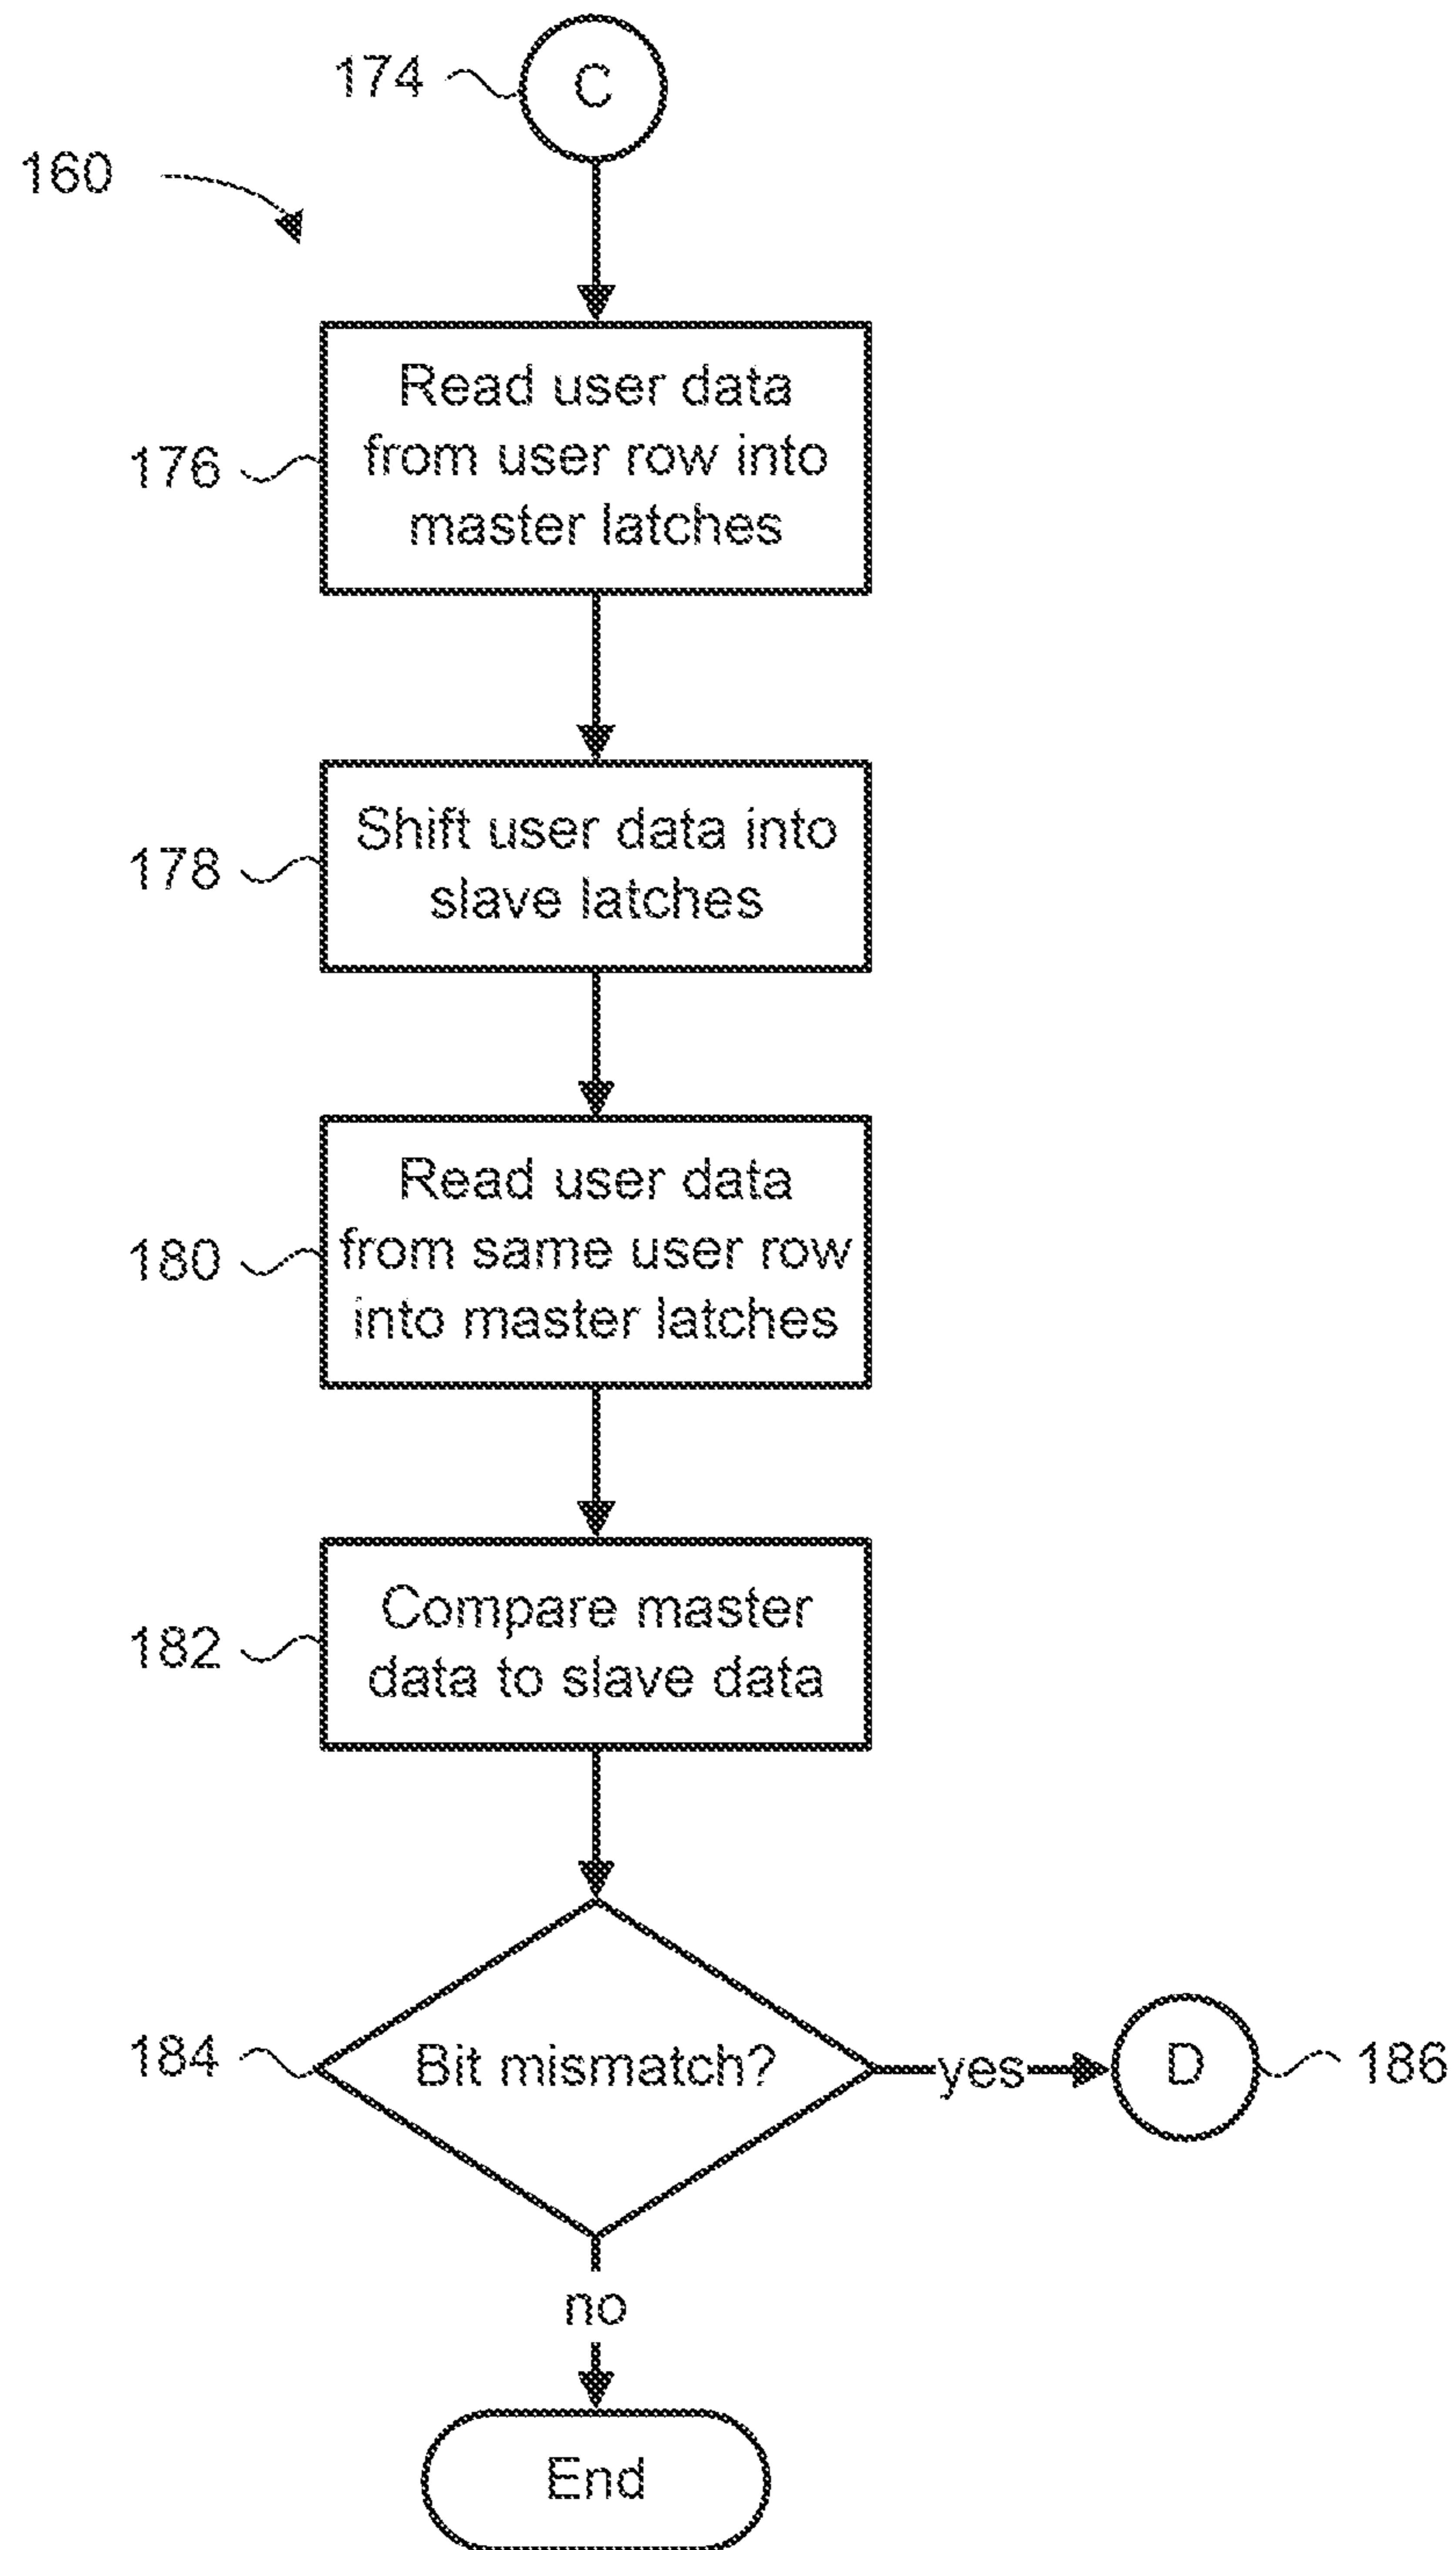 174
C
160
Read user data
from user row into
master latches
176
Shift user data into
slave latches
178
Read user data
from same user row
into master latches
180
Compare master
data to slave data
182
184
Bit mismatch?
yes
D
186
no
End